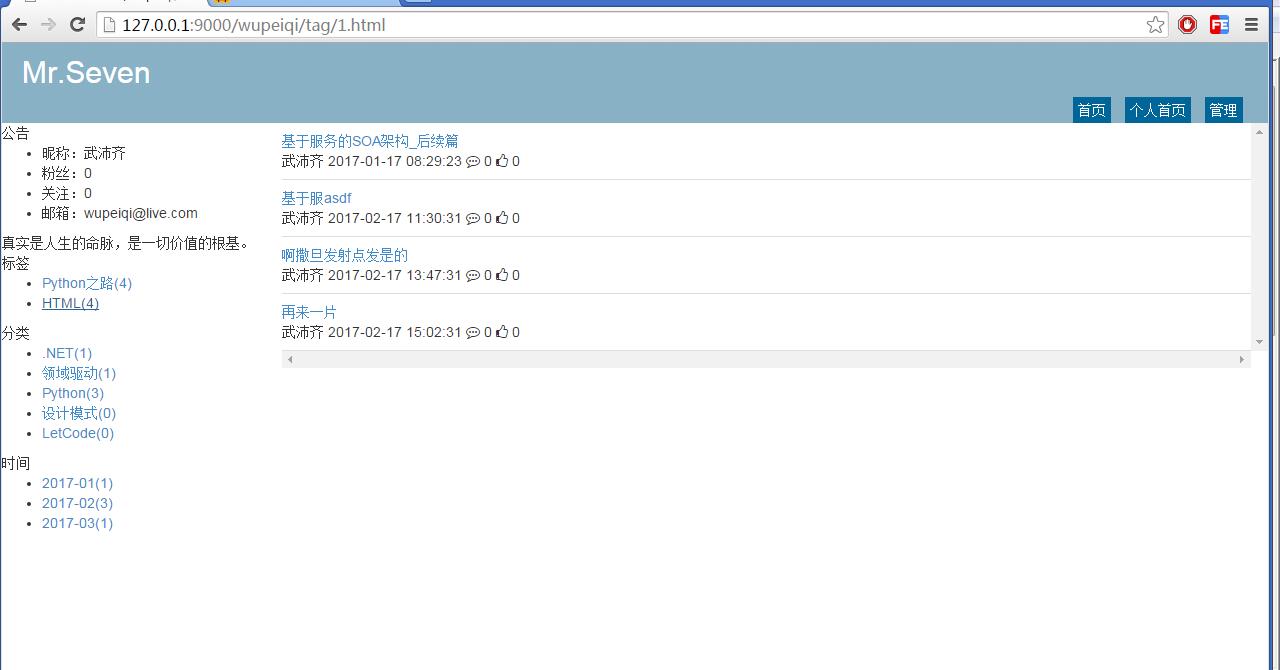 127.0.0.1:9000/wupeiqi/tag/1.html
Mr.Seven
首页 个人首页 管理
公告
昵称：武沛齐
粉丝：0
关注：0
邮箱：wupeiqi@live.com
真实是人生的命脉，是一切价值的根基。
标签
Python之路(4)
HTML(4)
分类
.NET(1)
领域驱动(1)
Python(3)
设计模式(0)
LetCode(0)
时间
2017-01(1)
2017-02(3)
2017-03(1)
基于服务的SOA架构_后续篇
武沛齐 2017-01-17 08:29:23 0 0
基于服asdf
武沛齐 2017-02-17 11:30:31 0 0
啊撒旦发射点发是的
武沛齐 2017-02-17 13:47:31 0 0
再来一片
武沛齐 2017-02-17 15:02:31 0 0